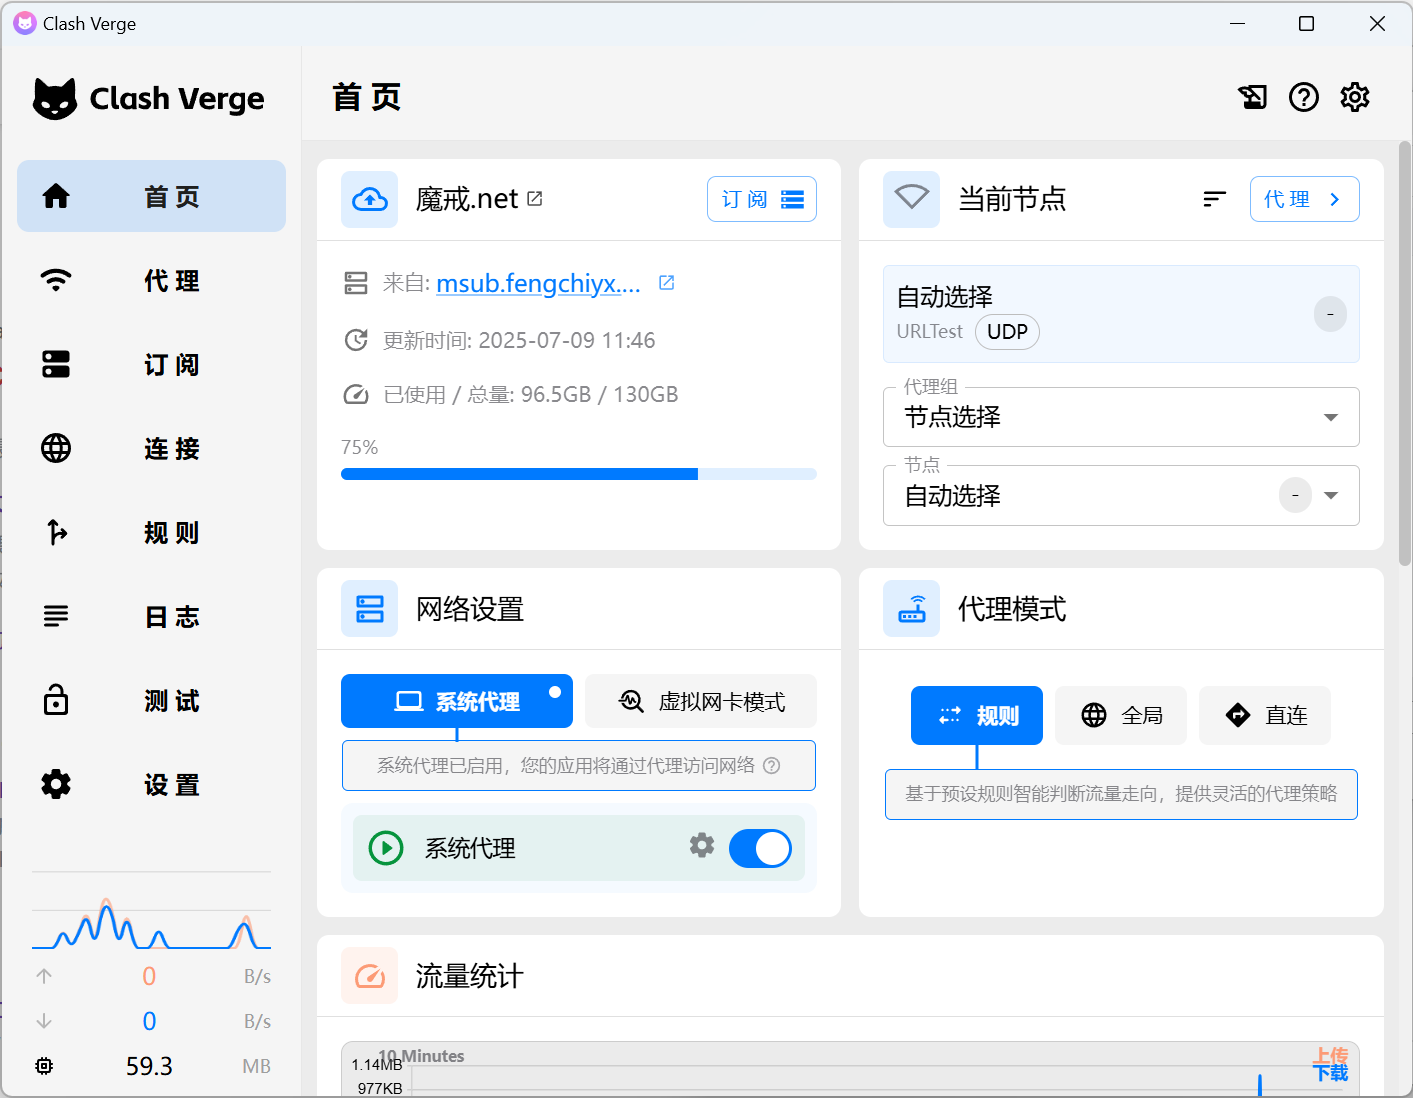 Clash Verge
Clash Verge
首页
代理
订阅
连接
规则
日志
测试
设置
0 B/s
0 B/s
59.3 MB
首页
魔戒.net
订阅
来自: msub.fengchiyx....
更新时间: 2025-07-09 11:46
已使用 / 总量: 96.5GB / 130GB
75%
当前节点
代理
自动选择
URLTest UDP
-
代理组
节点选择
节点
自动选择
-
网络设置
系统代理
虚拟网卡模式
系统代理已启用，您的应用将通过代理访问网络
系统代理
代理模式
规则
全局
直连
基于预设规则智能判断流量走向，提供灵活的代理策略
流量统计
10 Minutes
1.14MB
977KB
上传
下载